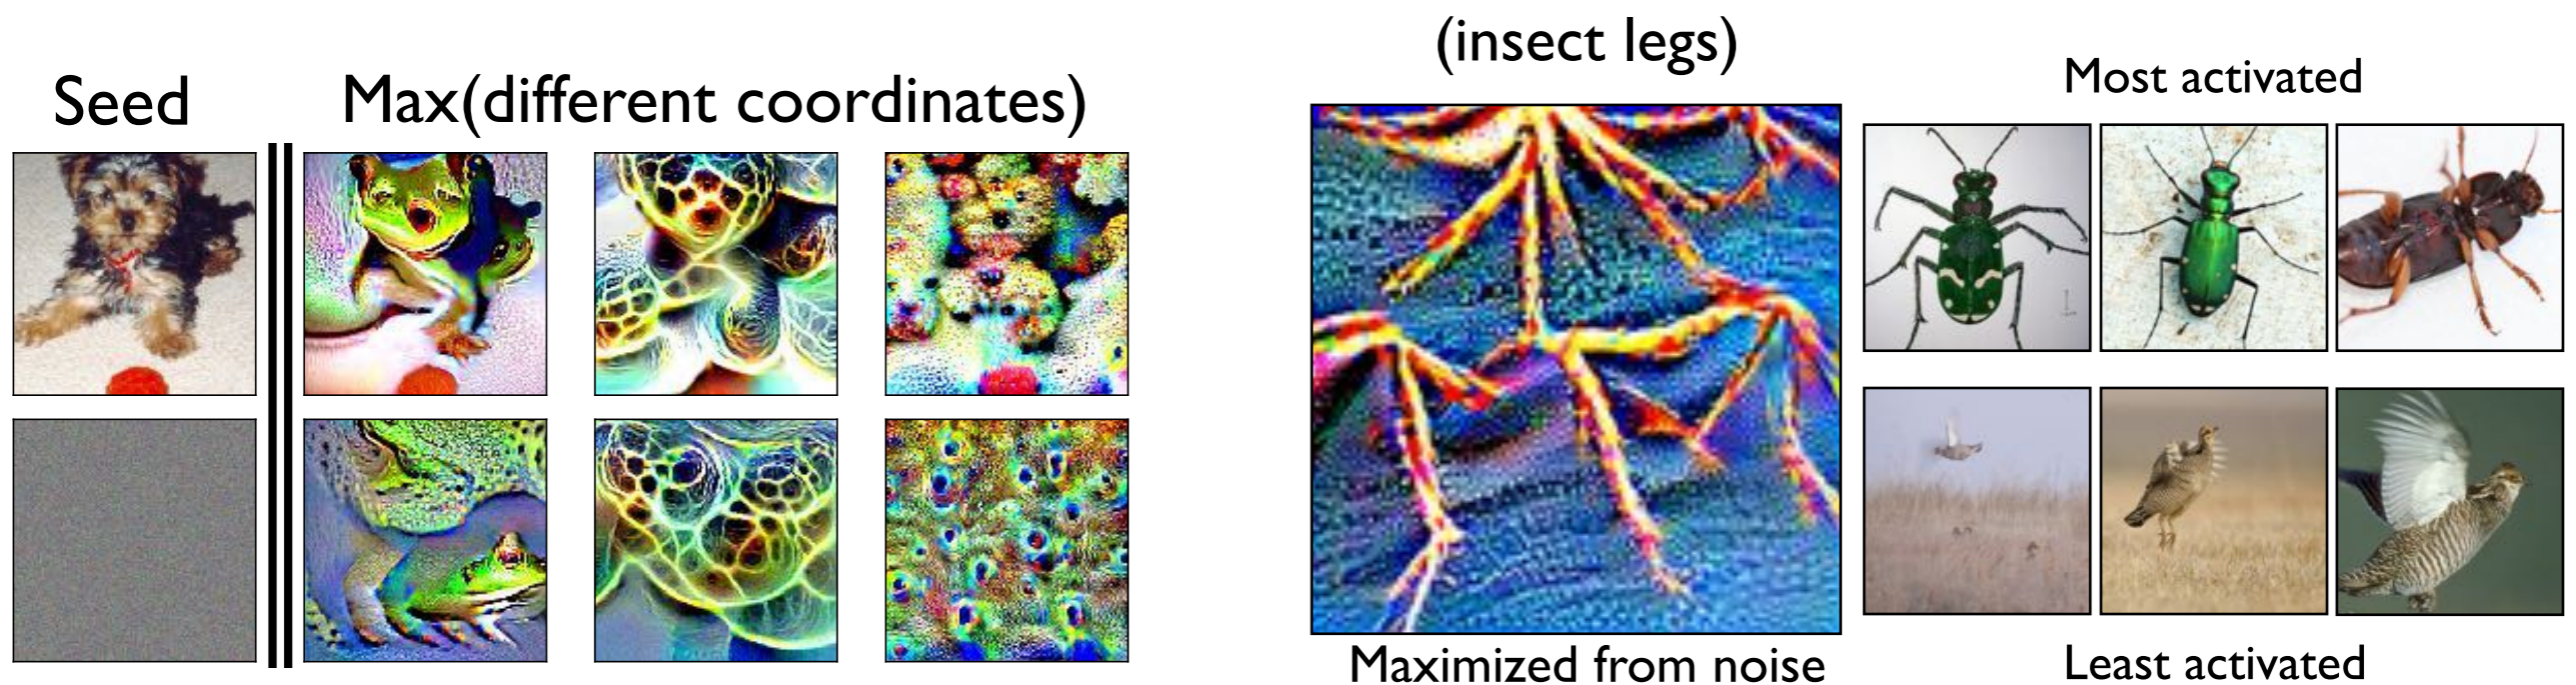 Seed
Max(different coordinates)
(insect legs)
Most activated
Maximized from noise
Least activated